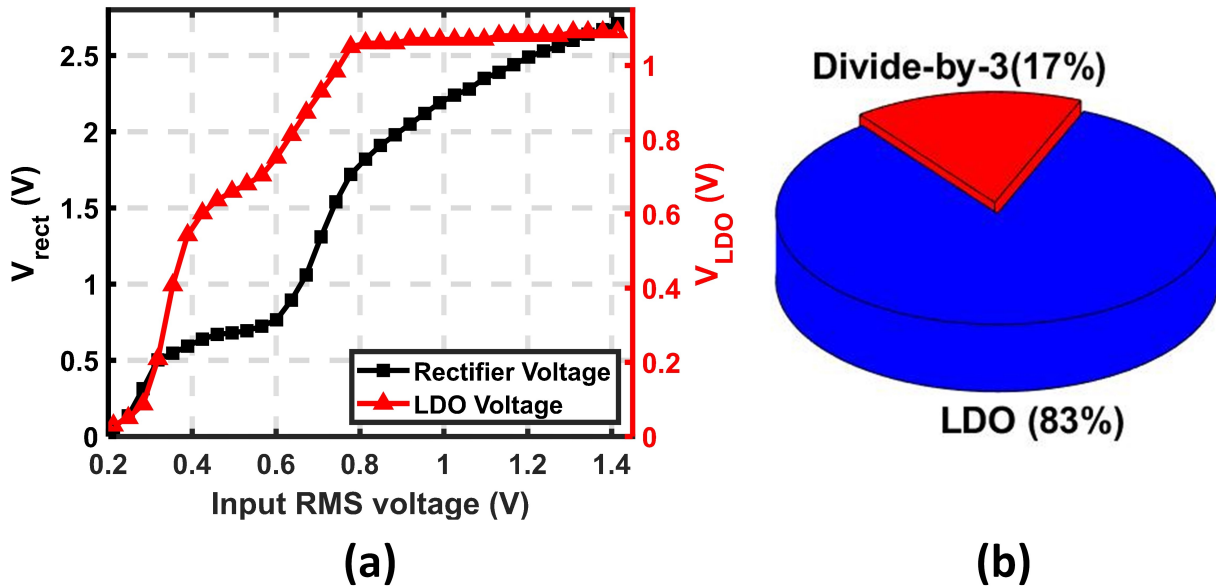 2.5
2
1.5
1
0.5
0
V_rect (V)
1
0.8
0.6
0.4
0.2
0
V_LDO (V)
Rectifier Voltage
LDO Voltage
0.2 0.4 0.6 0.8 1 1.2 1.4
Input RMS voltage (V)
(a)
Divide-by-3(17%)
LDO (83%)
(b)